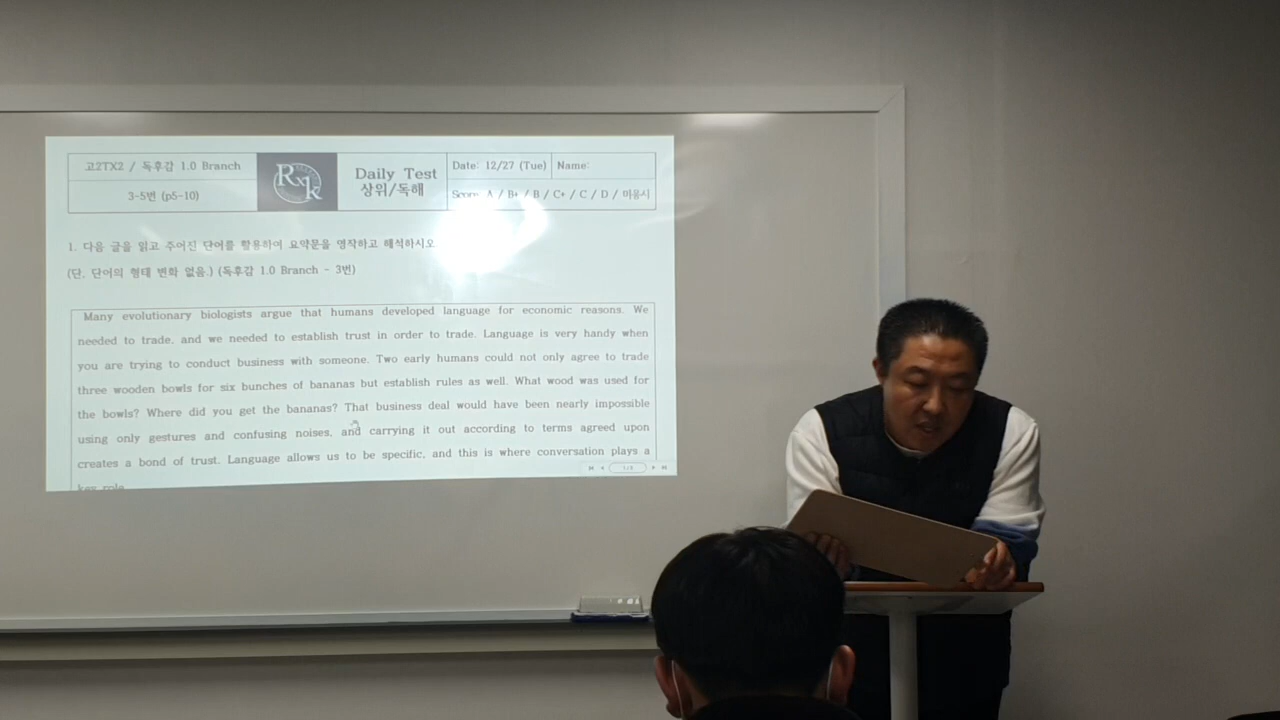 고2TX2 / 독후감 1.0 Branch
3-5번 (p5-10)
RxK
Daily Test
상위/독해
Date: 12/27 (Tue)
Name:
Score: A / B+ / B / C+ / C / D / 미응시
1. 다음 글을 읽고 주어진 단어를 활용하여 요약문을 영작하고 해석하시오
(단, 단어의 형태 변화 없음.) (독후감 1.0 Branch - 3번)
Many evolutionary biologists argue that humans developed language for economic reasons. We
needed to trade, and we needed to establish trust in order to trade. Language is very handy when
you are trying to conduct business with someone. Two early humans could not only agree to trade
three wooden bowls for six bunches of bananas but establish rules as well. What wood was used for
the bowls? Where did you get the bananas? That business deal would have been nearly impossible
using only gestures and confusing noises, and carrying it out according to terms agreed upon
creates a bond of trust. Language allows us to be specific, and this is where conversation plays a
key role